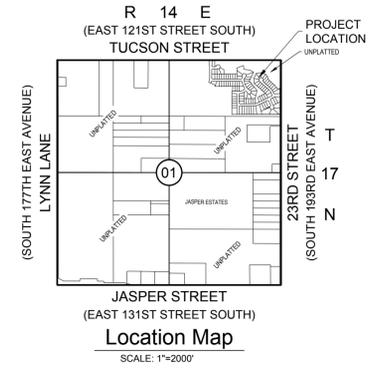 R 14 E
(EAST 121ST STREET SOUTH)
TUCSON STREET
PROJECT
LOCATION
UNPLATTED
(SOUTH 177TH EAST AVENUE)
LYNN LANE
UNPLATTED
UNPLATTED
01
JASPER ESTATES
UNPLATTED
UNPLATTED
23RD STREET
(SOUTH 193RD EAST AVENUE)
T
17
N
JASPER STREET
(EAST 131ST STREET SOUTH)
Location Map
SCALE: 1"=2000'